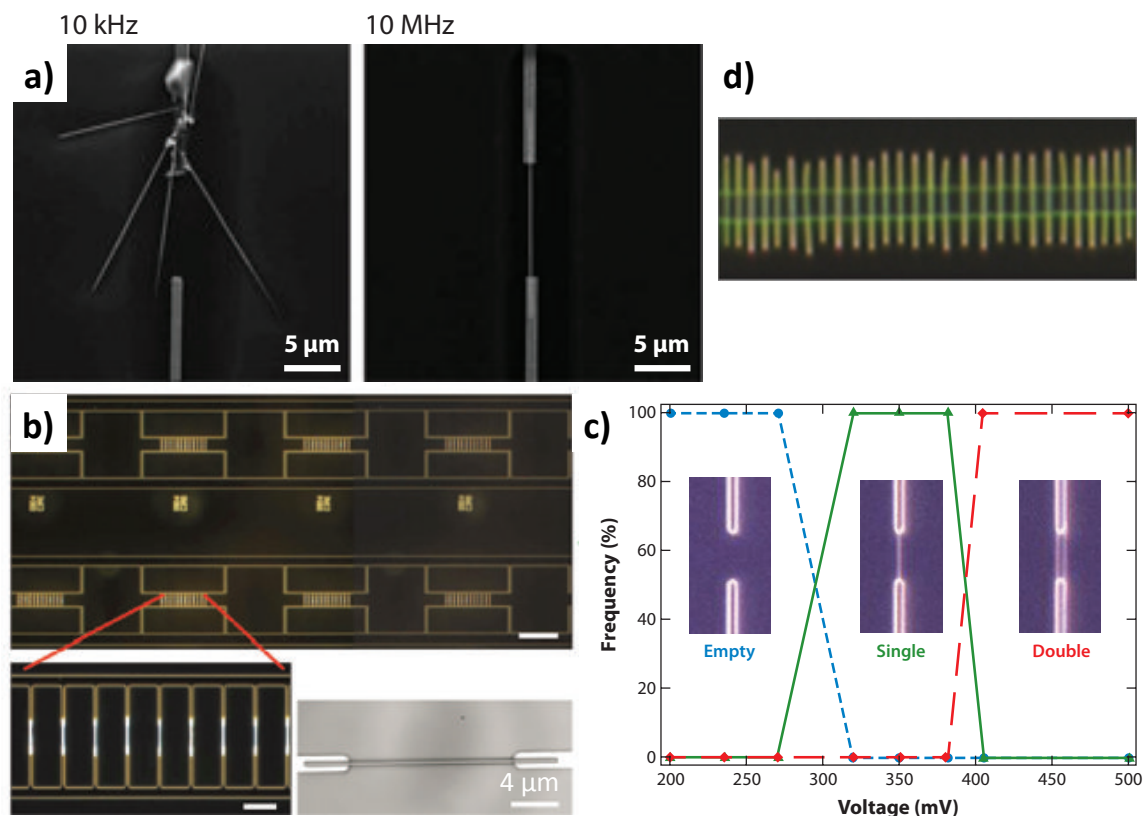 10 kHz
10 MHz
a)
5 µm
5 µm
d)
b)
4 µm
c)
100
80
60
40
20
0
Frequency (%)
Empty
Single
Double
200
250
300
350
400
450
500
Voltage (mV)